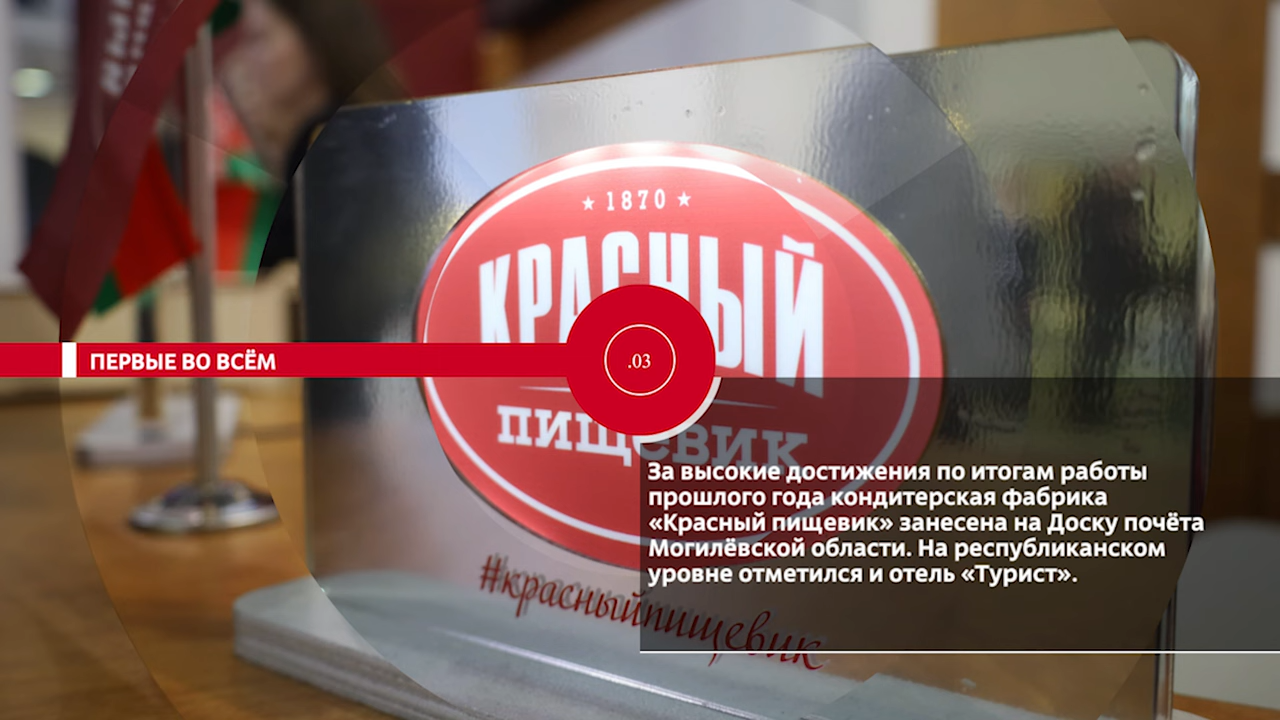 ★ 1870 ★
КРАСНЫЙ
ПИЩЕВИК
ПЕРВЫЕ ВО ВСЁМ
.03
За высокие достижения по итогам работы
прошлого года кондитерская фабрика
«Красный пищевик» занесена на Доску почёта
Могилёвской области. На республиканском
уровне отметился и отель «Турист».
#красныйпищевик